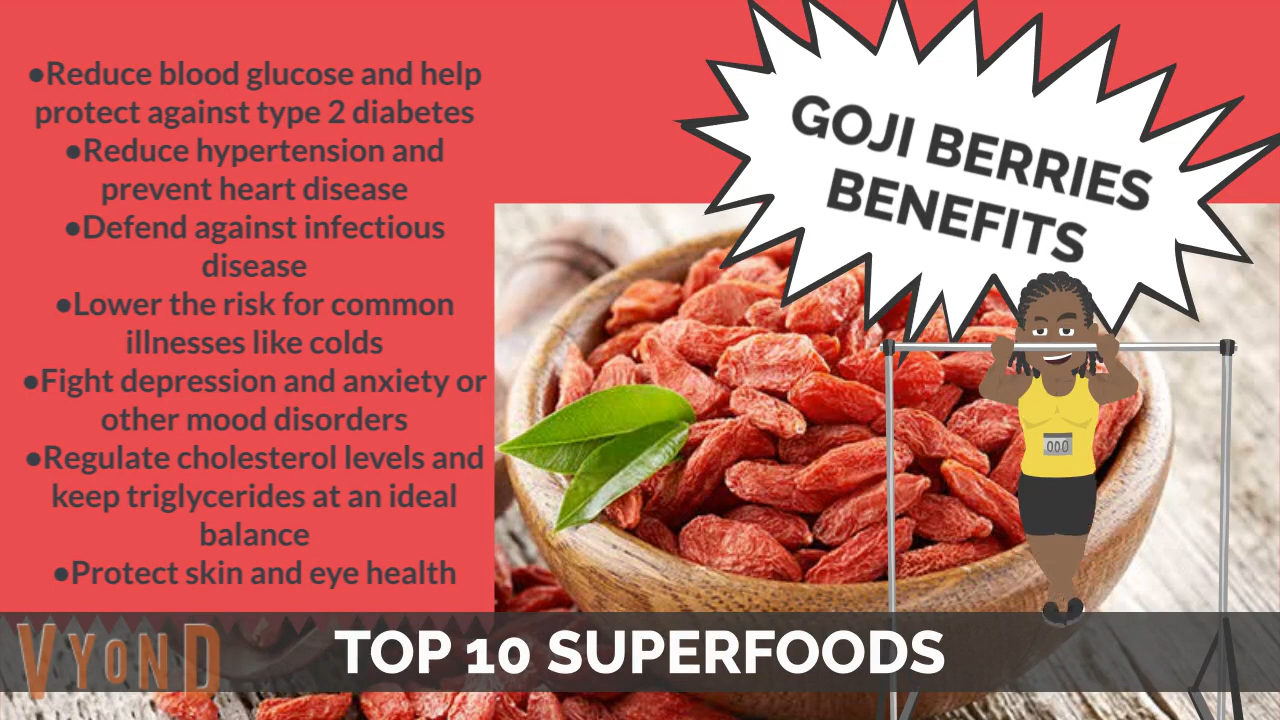 ●Reduce blood glucose and help
protect against type 2 diabetes
●Reduce hypertension and
prevent heart disease
●Defend against infectious
disease
●Lower the risk for common
illnesses like colds
●Fight depression and anxiety or
other mood disorders
●Regulate cholesterol levels and
keep triglycerides at an ideal
balance
●Protect skin and eye health
GOJI BERRIES
BENEFITS
000
VYOND
TOP 10 SUPERFOODS